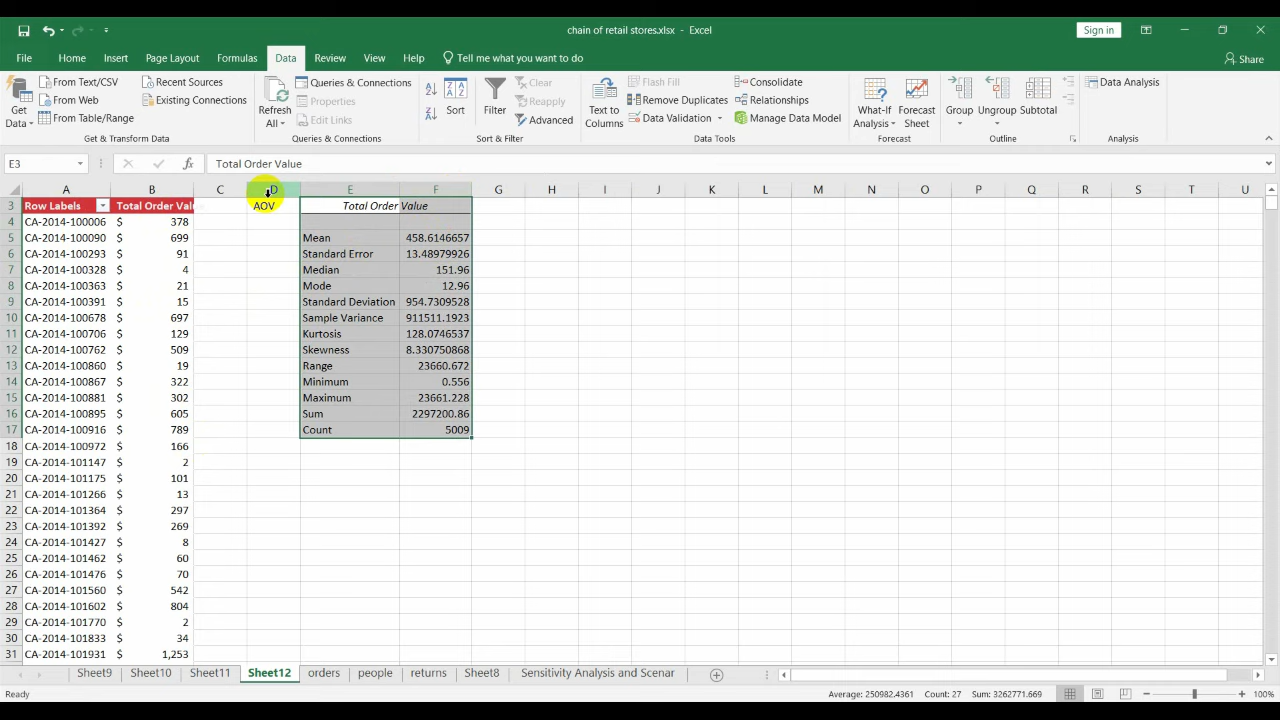 chain of retail stores.xlsx - Excel
Sign in
File Home Insert Page Layout Formulas Data Review View Help Tell me what you want to do Share
Get Data
From Text/CSV
From Web
From Table/Range
Recent Sources
Existing Connections
Get & Transform Data
Refresh All
Queries & Connections
Properties
Edit Links
Queries & Connections
Sort
Filter
Clear
Reapply
Advanced
Sort & Filter
Text to Columns
Flash Fill
Remove Duplicates
Data Validation
Consolidate
Relationships
Manage Data Model
Data Tools
What-If Analysis
Forecast Sheet
Forecast
Group
Ungroup
Subtotal
Outline
Data Analysis
Analysis
E3 fx Total Order Value
A B C D E F G H I J K L M N O P Q R S T U
3 Row Labels Total Order Valu AOV Total Order Value
4 CA-2014-100006 $ 378
5 CA-2014-100090 $ 699 Mean 458.6146657
6 CA-2014-100293 $ 91 Standard Error 13.48979926
7 CA-2014-100328 $ 4 Median 151.96
8 CA-2014-100363 $ 21 Mode 12.96
9 CA-2014-100391 $ 15 Standard Deviation 954.7309528
10 CA-2014-100678 $ 697 Sample Variance 911511.1923
11 CA-2014-100706 $ 129 Kurtosis 128.0746537
12 CA-2014-100762 $ 509 Skewness 8.330750868
13 CA-2014-100860 $ 19 Range 23660.672
14 CA-2014-100867 $ 322 Minimum 0.556
15 CA-2014-100881 $ 302 Maximum 23661.228
16 CA-2014-100895 $ 605 Sum 2297200.86
17 CA-2014-100916 $ 789 Count 5009
18 CA-2014-100972 $ 166
19 CA-2014-101147 $ 2
20 CA-2014-101175 $ 101
21 CA-2014-101266 $ 13
22 CA-2014-101364 $ 297
23 CA-2014-101392 $ 269
24 CA-2014-101427 $ 8
25 CA-2014-101462 $ 60
26 CA-2014-101476 $ 70
27 CA-2014-101560 $ 542
28 CA-2014-101602 $ 804
29 CA-2014-101770 $ 2
30 CA-2014-101833 $ 34
31 CA-2014-101931 $ 1,253
Sheet9 Sheet10 Sheet11 Sheet12 orders people returns Sheet8 Sensitivity Analysis and Scenar
Ready Average: 250982.4361 Count: 27 Sum: 3262771.669 100%